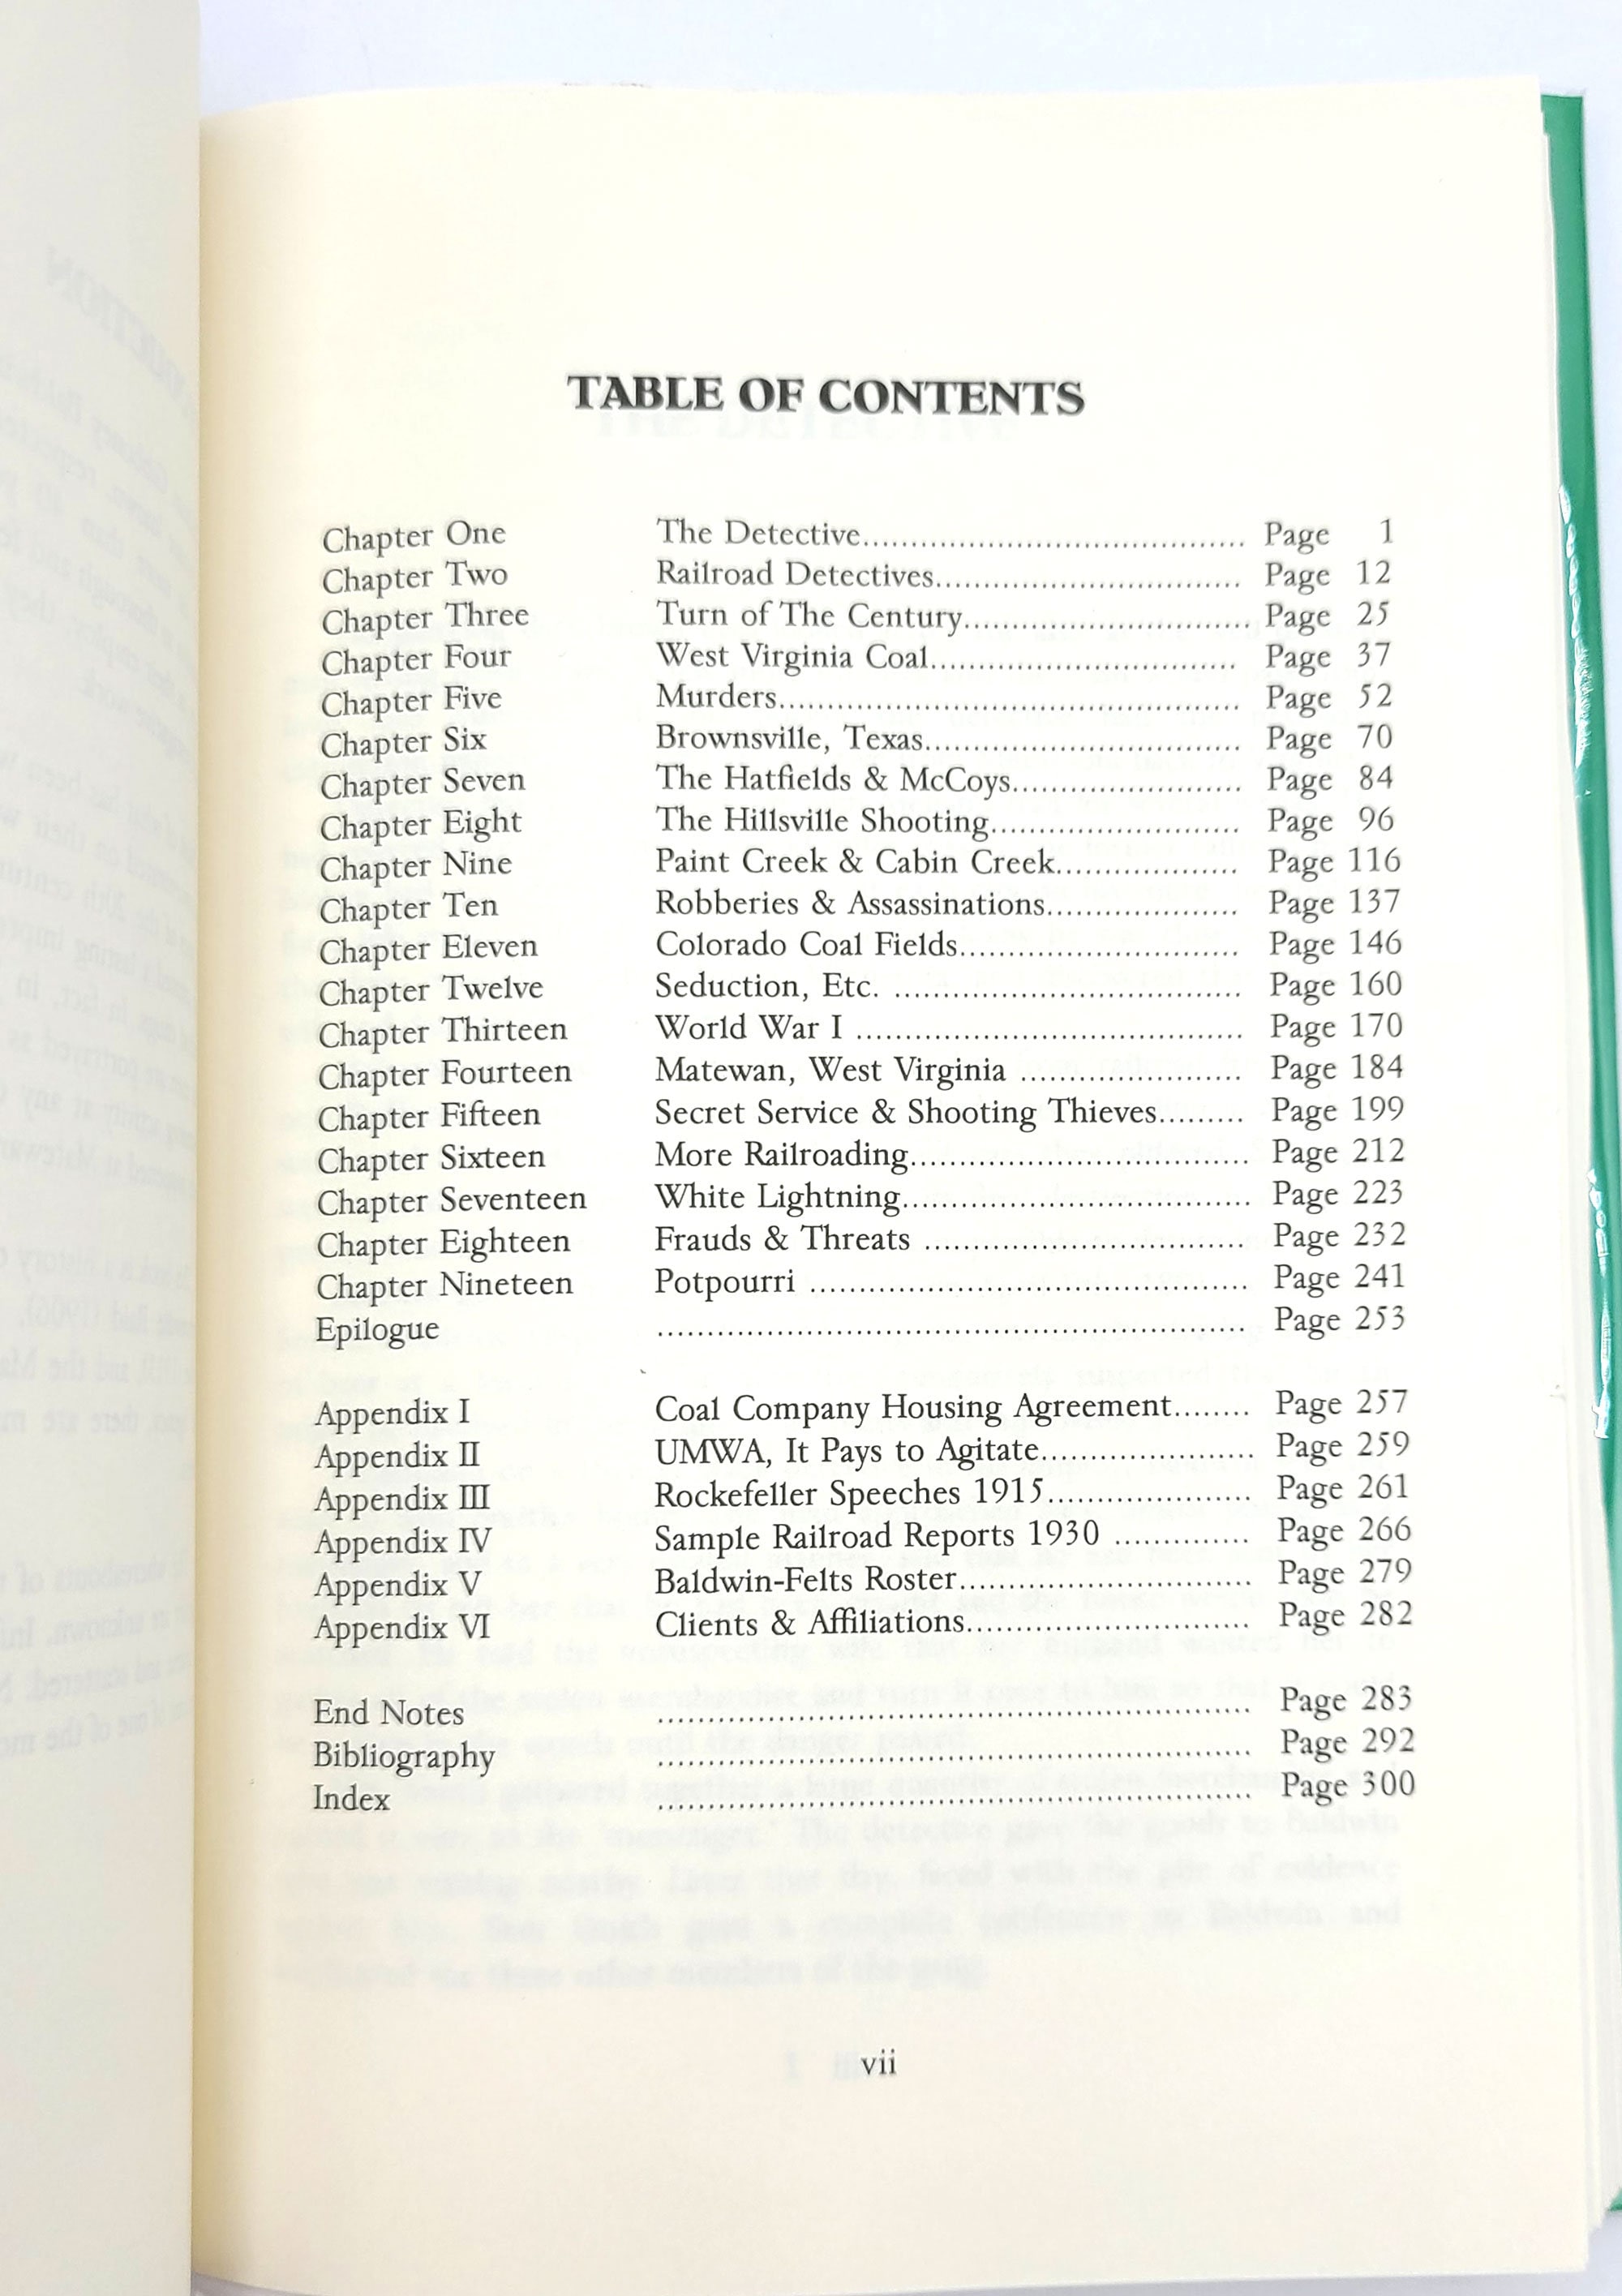 TABLE OF CONTENTS
Chapter One The Detective........................................ Page 1
Chapter Two Railroad Detectives................................ Page 12
Chapter Three Turn of The Century.............................. Page 25
Chapter Four West Virginia Coal................................ Page 37
Chapter Five Murders................................................ Page 52
Chapter Six Brownsville, Texas................................. Page 70
Chapter Seven The Hatfields & McCoys........................ Page 84
Chapter Eight The Hillsville Shooting.......................... Page 96
Chapter Nine Paint Creek & Cabin Creek................... Page 116
Chapter Ten Robberies & Assassinations.................... Page 137
Chapter Eleven Colorado Coal Fields............................. Page 146
Chapter Twelve Seduction, Etc. .................................... Page 160
Chapter Thirteen World War I ........................................ Page 170
Chapter Fourteen Matewan, West Virginia ....................... Page 184
Chapter Fifteen Secret Service & Shooting Thieves......... Page 199
Chapter Sixteen More Railroading................................... Page 212
Chapter Seventeen White Lightning.................................... Page 223
Chapter Eighteen Frauds & Threats ................................. Page 232
Chapter Nineteen Potpourri ............................................. Page 241
Epilogue ............................................................. Page 253
Appendix I Coal Company Housing Agreement........ Page 257
Appendix II UMWA, It Pays to Agitate...................... Page 259
Appendix III Rockefeller Speeches 1915..................... Page 261
Appendix IV Sample Railroad Reports 1930 .............. Page 266
Appendix V Baldwin-Felts Roster.............................. Page 279
Appendix VI Clients & Affiliations............................. Page 282
End Notes ............................................................. Page 283
Bibliography ............................................................. Page 292
Index ............................................................. Page 300
vii